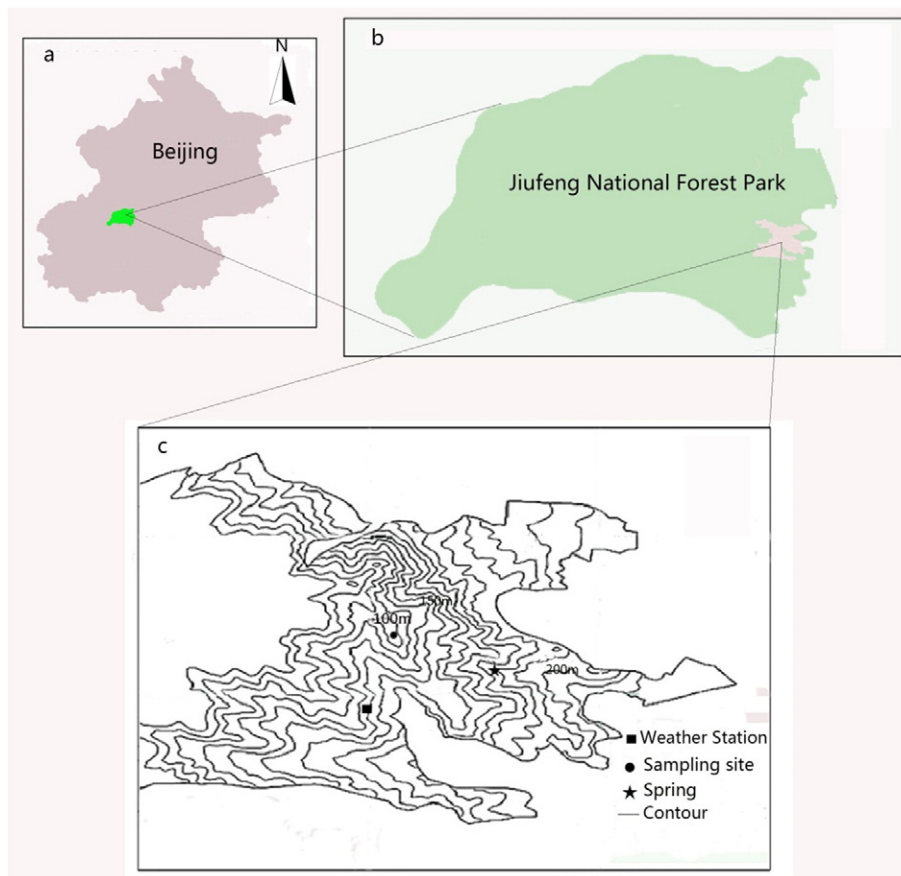 a
N
Beijing
b
Jiufeng National Forest Park
c
150m
100m
200m
Weather Station
Sampling site
Spring
Contour